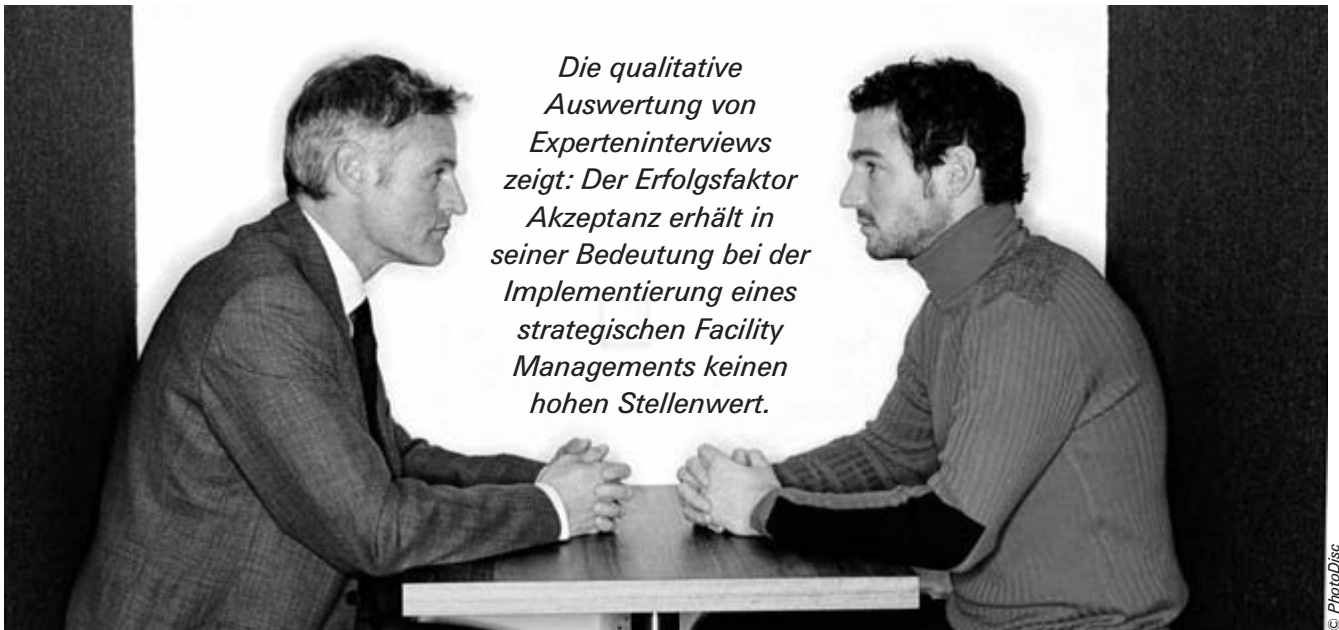 Die qualitative
Auswertung von
Experteninterviews
zeigt: Der Erfolgsfaktor
Akzeptanz erhält in
seiner Bedeutung bei der
Implementierung eines
strategischen Facility
Managements keinen
hohen Stellenwert.
© PhotoDisc